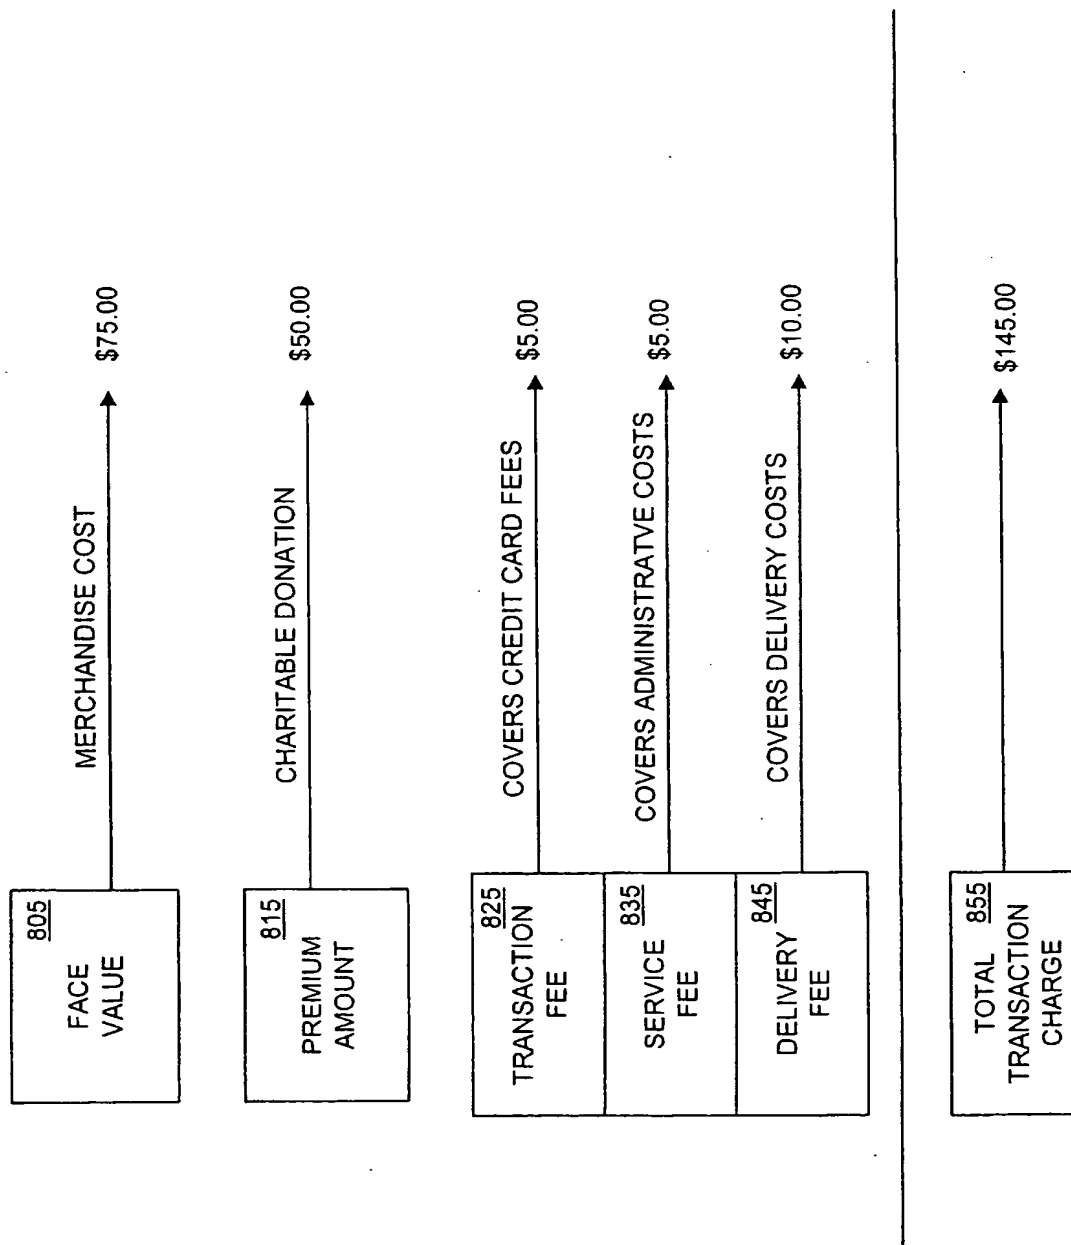 805
FACE
VALUE
MERCHANDISE COST
$75.00
815
PREMIUM
AMOUNT
CHARITABLE DONATION
$50.00
825
TRANSACTION
FEE
COVERS CREDIT CARD FEES
$5.00
835
SERVICE
FEE
COVERS ADMINISTRATVE COSTS
$5.00
845
DELIVERY
FEE
COVERS DELIVERY COSTS
$10.00
855
TOTAL
TRANSACTION
CHARGE
$145.00